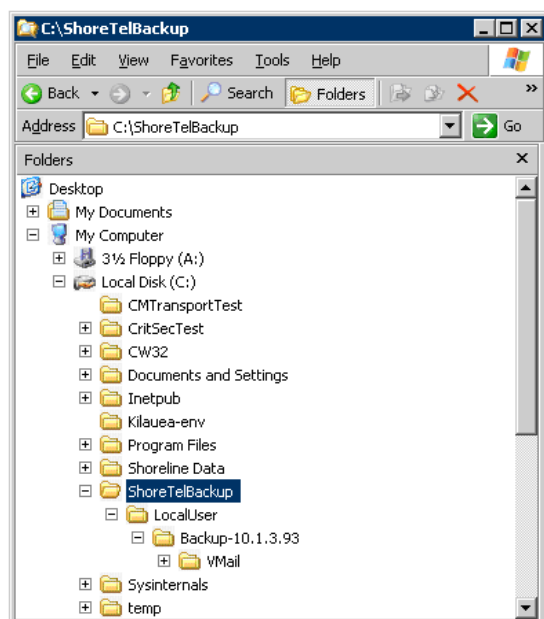 C:\ShoreTelBackup
File Edit View Favorites Tools Help
Back Search Folders »
Address C:\ShoreTelBackup Go
Folders
Desktop
My Documents
My Computer
3½ Floppy (A:)
Local Disk (C:)
CMTransportTest
CritSecTest
CW32
Documents and Settings
Inetpub
Kilauea-env
Program Files
Shoreline Data
ShoreTelBackup
LocalUser
Backup-10.1.3.93
VMail
Sysinternals
temp